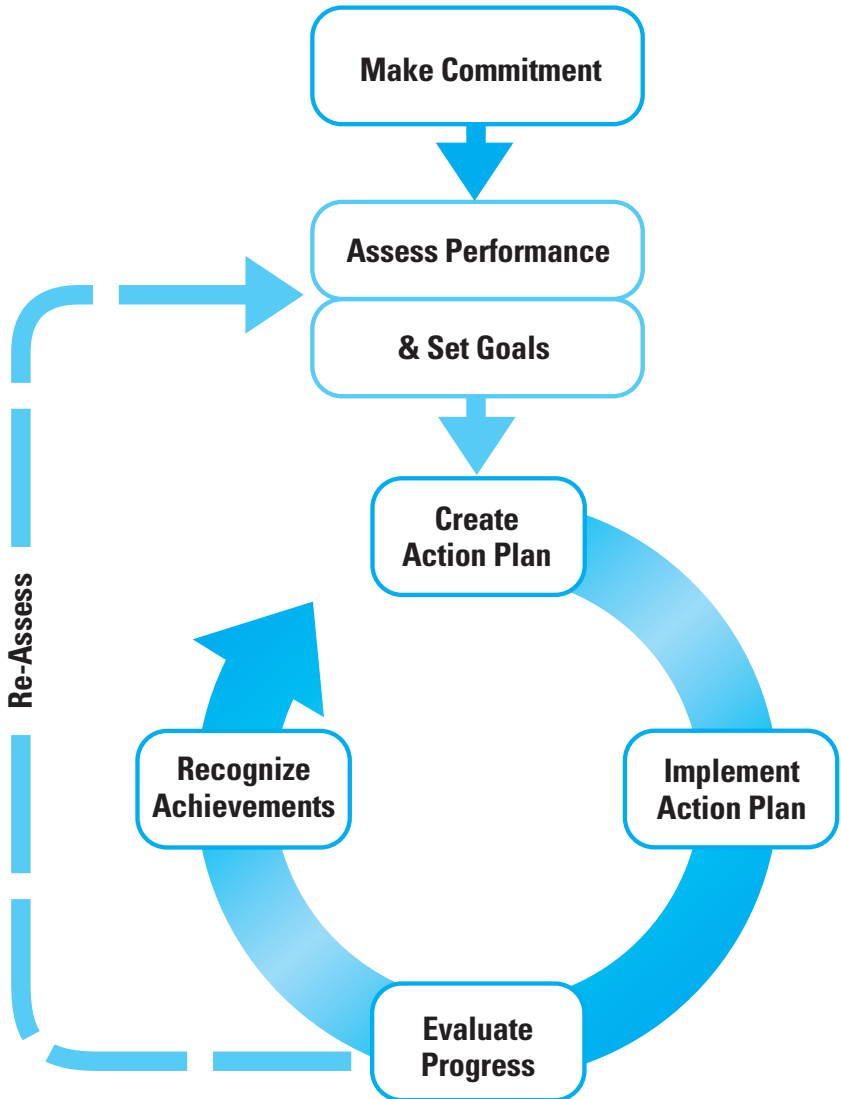 Make Commitment
Assess Performance
& Set Goals
Create
Action Plan
Re-Assess
Recognize
Achievements
Implement
Action Plan
Evaluate
Progress